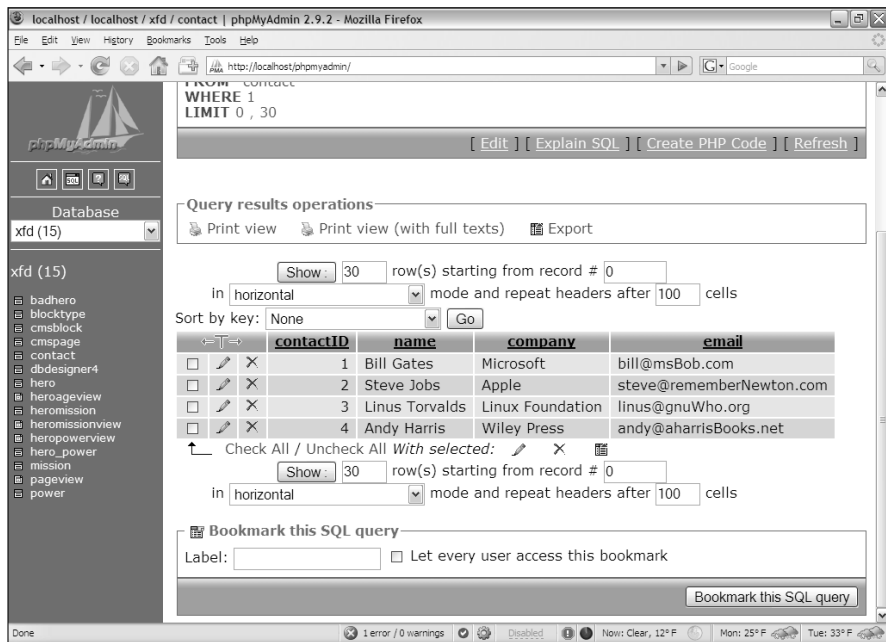 localhost / localhost / xfd / contact | phpMyAdmin 2.9.2 - Mozilla Firefox
File Edit View History Bookmarks Tools Help
http://localhost/phpmyadmin/
G Google
phpMyAdmin
SQL
Database
xfd (15)
xfd (15)
badhero
blocktype
cmsblock
cmspage
contact
dbdesigner4
hero
heroageview
heromission
heromissionview
heropowerview
hero_power
mission
pageview
power
FROM `contact`
WHERE 1
LIMIT 0 , 30
[ Edit ] [ Explain SQL ] [ Create PHP Code ] [ Refresh ]
Query results operations
Print view Print view (with full texts) Export
Show : 30 row(s) starting from record # 0
in horizontal mode and repeat headers after 100 cells
Sort by key: None Go
←T→ contactID name company email
1 Bill Gates Microsoft bill@msBob.com
2 Steve Jobs Apple steve@rememberNewton.com
3 Linus Torvalds Linux Foundation linus@gnuWho.org
4 Andy Harris Wiley Press andy@aharrisBooks.net
Check All / Uncheck All With selected:
Show : 30 row(s) starting from record # 0
in horizontal mode and repeat headers after 100 cells
Bookmark this SQL query
Label: Let every user access this bookmark
Bookmark this SQL query
Done 1 error / 0 warnings Disabled Now: Clear, 12° F Mon: 25° F Tue: 33° F